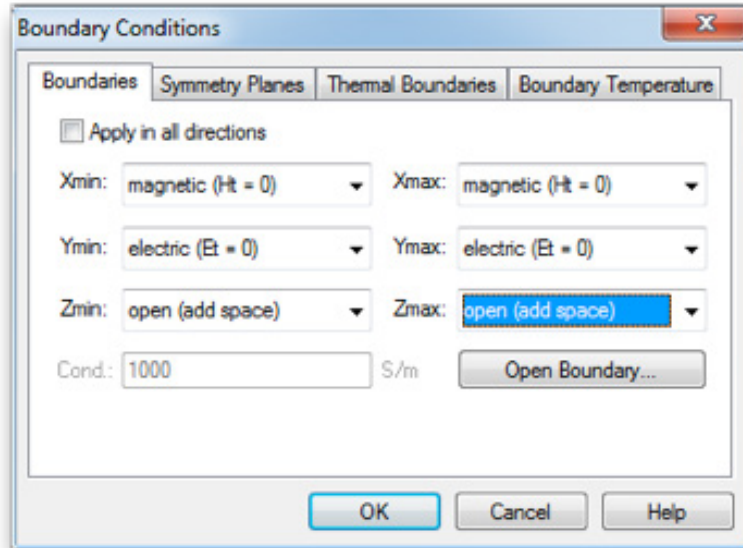 Boundary Conditions
Boundaries Symmetry Planes Thermal Boundaries Boundary Temperature
Apply in all directions
Xmin: magnetic (Ht = 0) Xmax: magnetic (Ht = 0)
Ymin: electric (Et = 0) Ymax: electric (Et = 0)
Zmin: open (add space) Zmax: open (add space)
Cond.: 1000 S/m Open Boundary...
OK Cancel Help